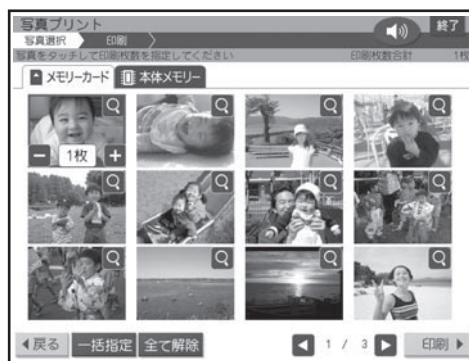 写真プリント
終了
写真選択 印刷
写真をタッチして印刷枚数を指定してください 印刷枚数合計 1枚
メモリーカード 本体メモリー
1枚
戻る 一括指定 全て解除 1 / 3 印刷